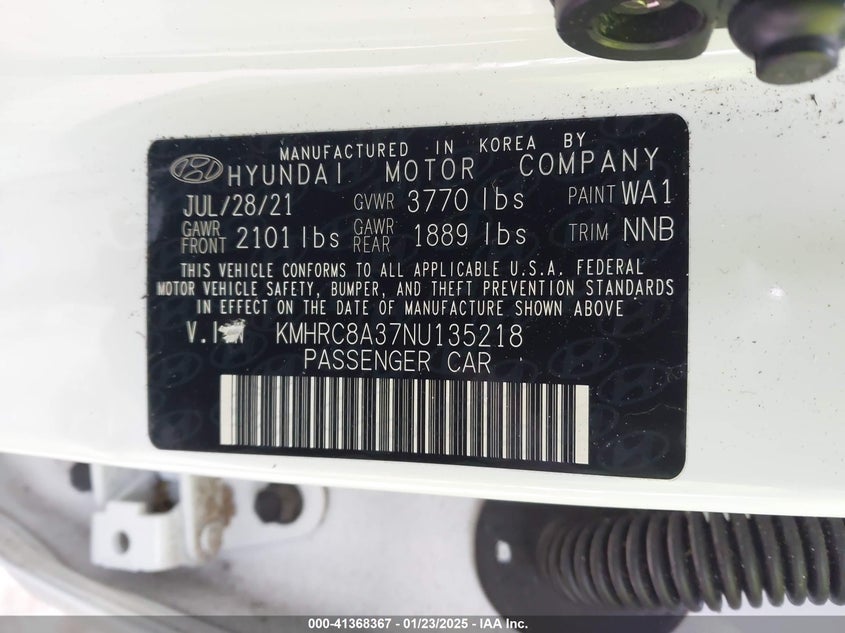 MANUFACTURED IN KOREA BY
HYUNDAI MOTOR COMPANY
JUL/28/21 GVWR 3770 lbs PAINT WA1
GAWR FRONT 2101 lbs GAWR REAR 1889 lbs TRIM NNB
THIS VEHICLE CONFORMS TO ALL APPLICABLE U.S.A. FEDERAL
MOTOR VEHICLE SAFETY, BUMPER, AND THEFT PREVENTION STANDARDS
IN EFFECT ON THE DATE OF MANUFACTURE SHOWN ABOVE
KMHRC8A37NU135218
PASSENGER CAR
000-41368367 - 01/23/2025 - IAA Inc.